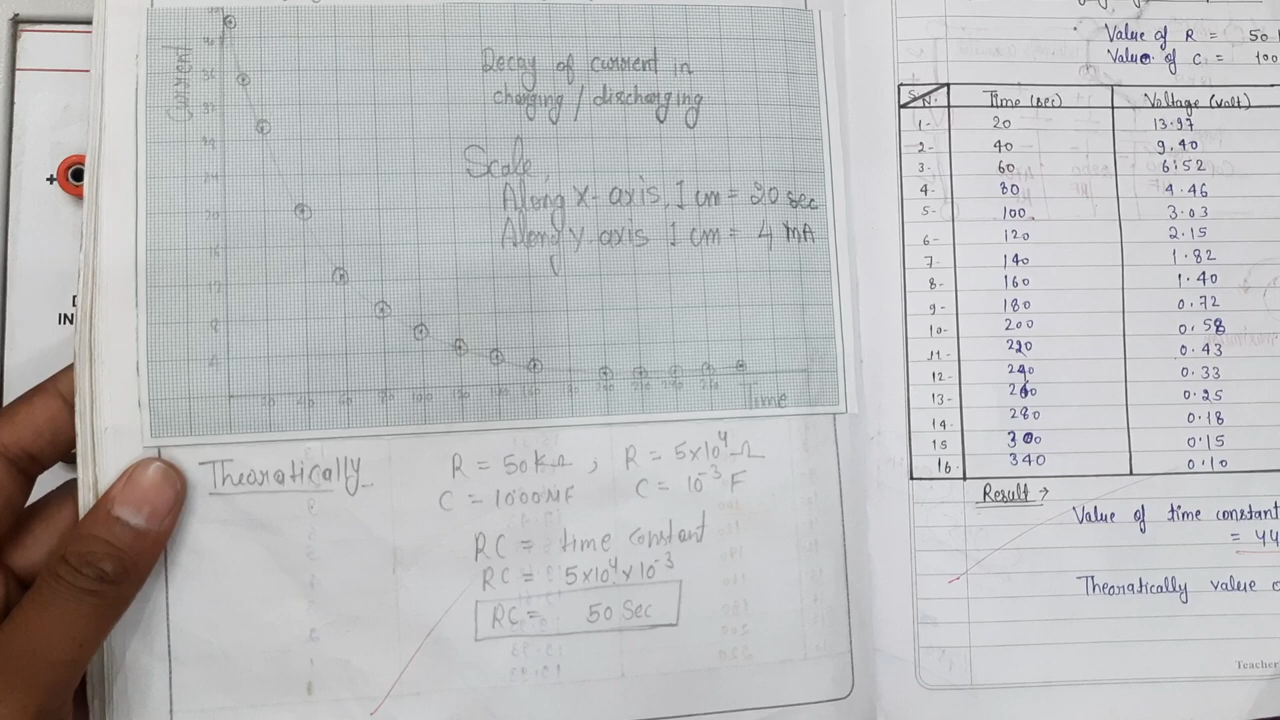 Decay of current in
charging / discharging
Scale,
Along X-axis, 1 cm = 20 sec
Along Y axis 1 cm = 4 mA
Time
Theoratically
R = 50 KΩ ; R = 5×10⁴ Ω
C = 1000 MF C = 10⁻³ F
RC = time constant
RC = 5×10⁴×10⁻³
RC = 50 Sec
+
IN
Value of R = 50
Value of C = 100
S.N. Time (sec) Voltage (volt)
1- 20 13.97
2- 40 9.40
3- 60 6.52
4- 80 4.46
5- 100 3.03
6- 120 2.15
7- 140 1.82
8- 160 1.40
9- 180 0.72
10- 200 0.58
11- 220 0.43
12- 240 0.33
13- 260 0.25
14. 280 0.18
15 300 0.15
16. 340 0.10
Result →
Value of time constant
= 44
Theoratically value o
Teacher